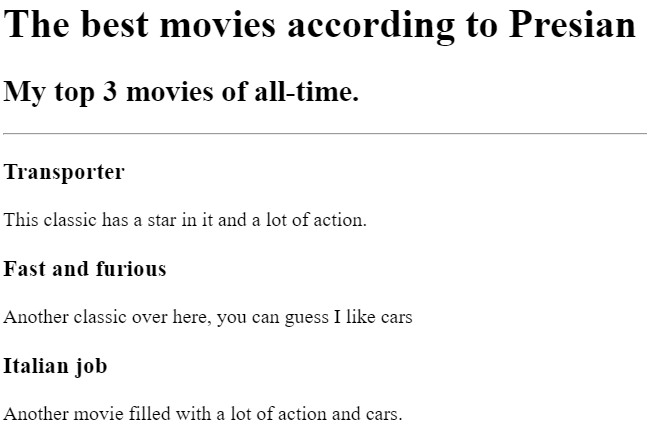 The best movies according to Presian
My top 3 movies of all-time.
Transporter
This classic has a star in it and a lot of action.
Fast and furious
Another classic over here, you can guess I like cars
Italian job
Another movie filled with a lot of action and cars.